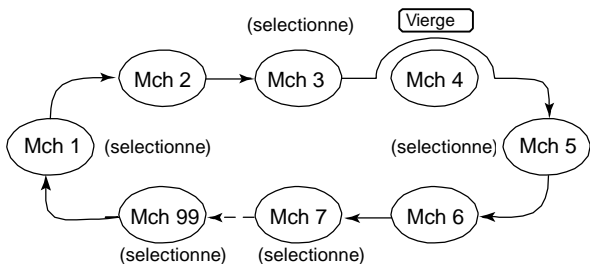 (selectionne)
Vierge
Mch 2
Mch 3
Mch 4
Mch 1
(selectionne)
(selectionne)
Mch 5
Mch 99
Mch 7
Mch 6
(selectionne)
(selectionne)